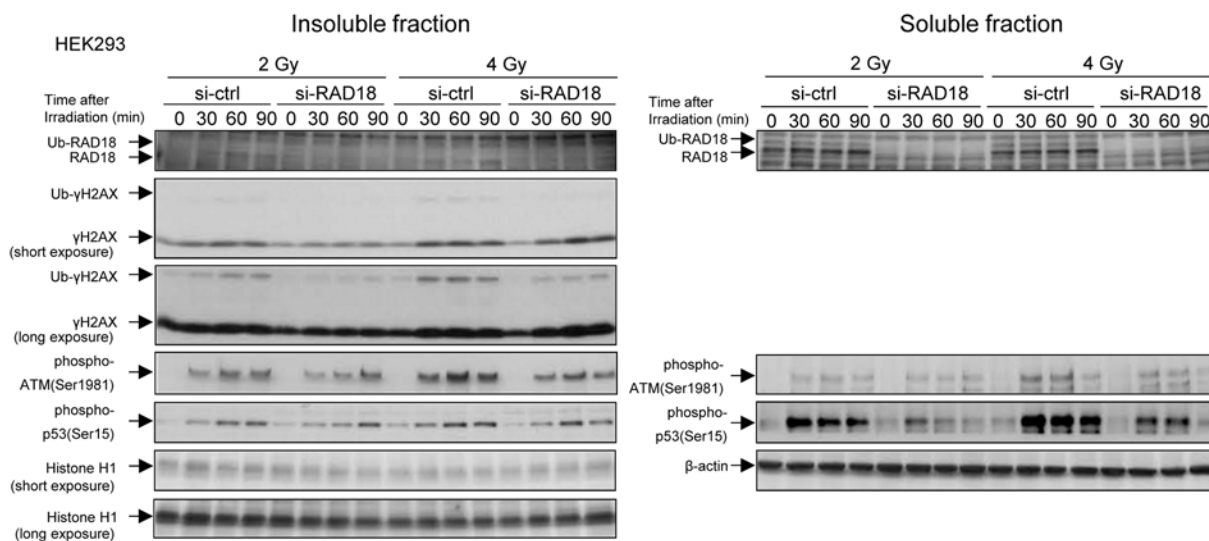 Insoluble fraction
Soluble fraction
HEK293
2 Gy
4 Gy
2 Gy
4 Gy
si-ctrl
si-RAD18
si-ctrl
si-RAD18
si-ctrl
si-RAD18
si-ctrl
si-RAD18
Time after
Irradiation (min)
0 30 60 90 0 30 60 90 0 30 60 90 0 30 60 90
Time after
Irradiation (min)
0 30 60 90 0 30 60 90 0 30 60 90 0 30 60 90
Ub-RAD18
RAD18
Ub-RAD18
RAD18
Ub-γH2AX
γH2AX
(short exposure)
Ub-γH2AX
γH2AX
(long exposure)
phospho-
ATM(Ser1981)
phospho-
ATM(Ser1981)
phospho-
p53(Ser15)
phospho-
p53(Ser15)
Histone H1
(short exposure)
β-actin
Histone H1
(long exposure)